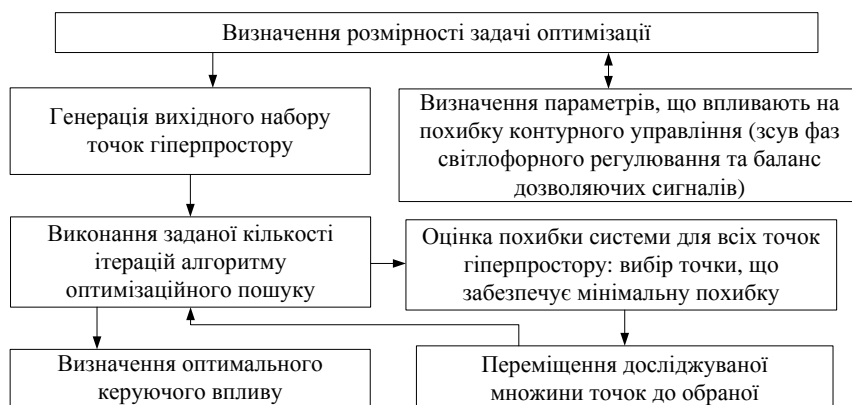 Визначення розмірності задачі оптимізації
Генерація вихідного набору
точок гіперпростору
Визначення параметрів, що впливають на
похибку контурного управління (зсув фаз
світлофорного регулювання та баланс
дозволяючих сигналів)
Виконання заданої кількості
ітерацій алгоритму
оптимізаційного пошуку
Оцінка похибки системи для всіх точок
гіперпростору: вибір точки, що
забезпечує мінімальну похибку
Визначення оптимального
керуючого впливу
Переміщення досліджуваної
множини точок до обраної